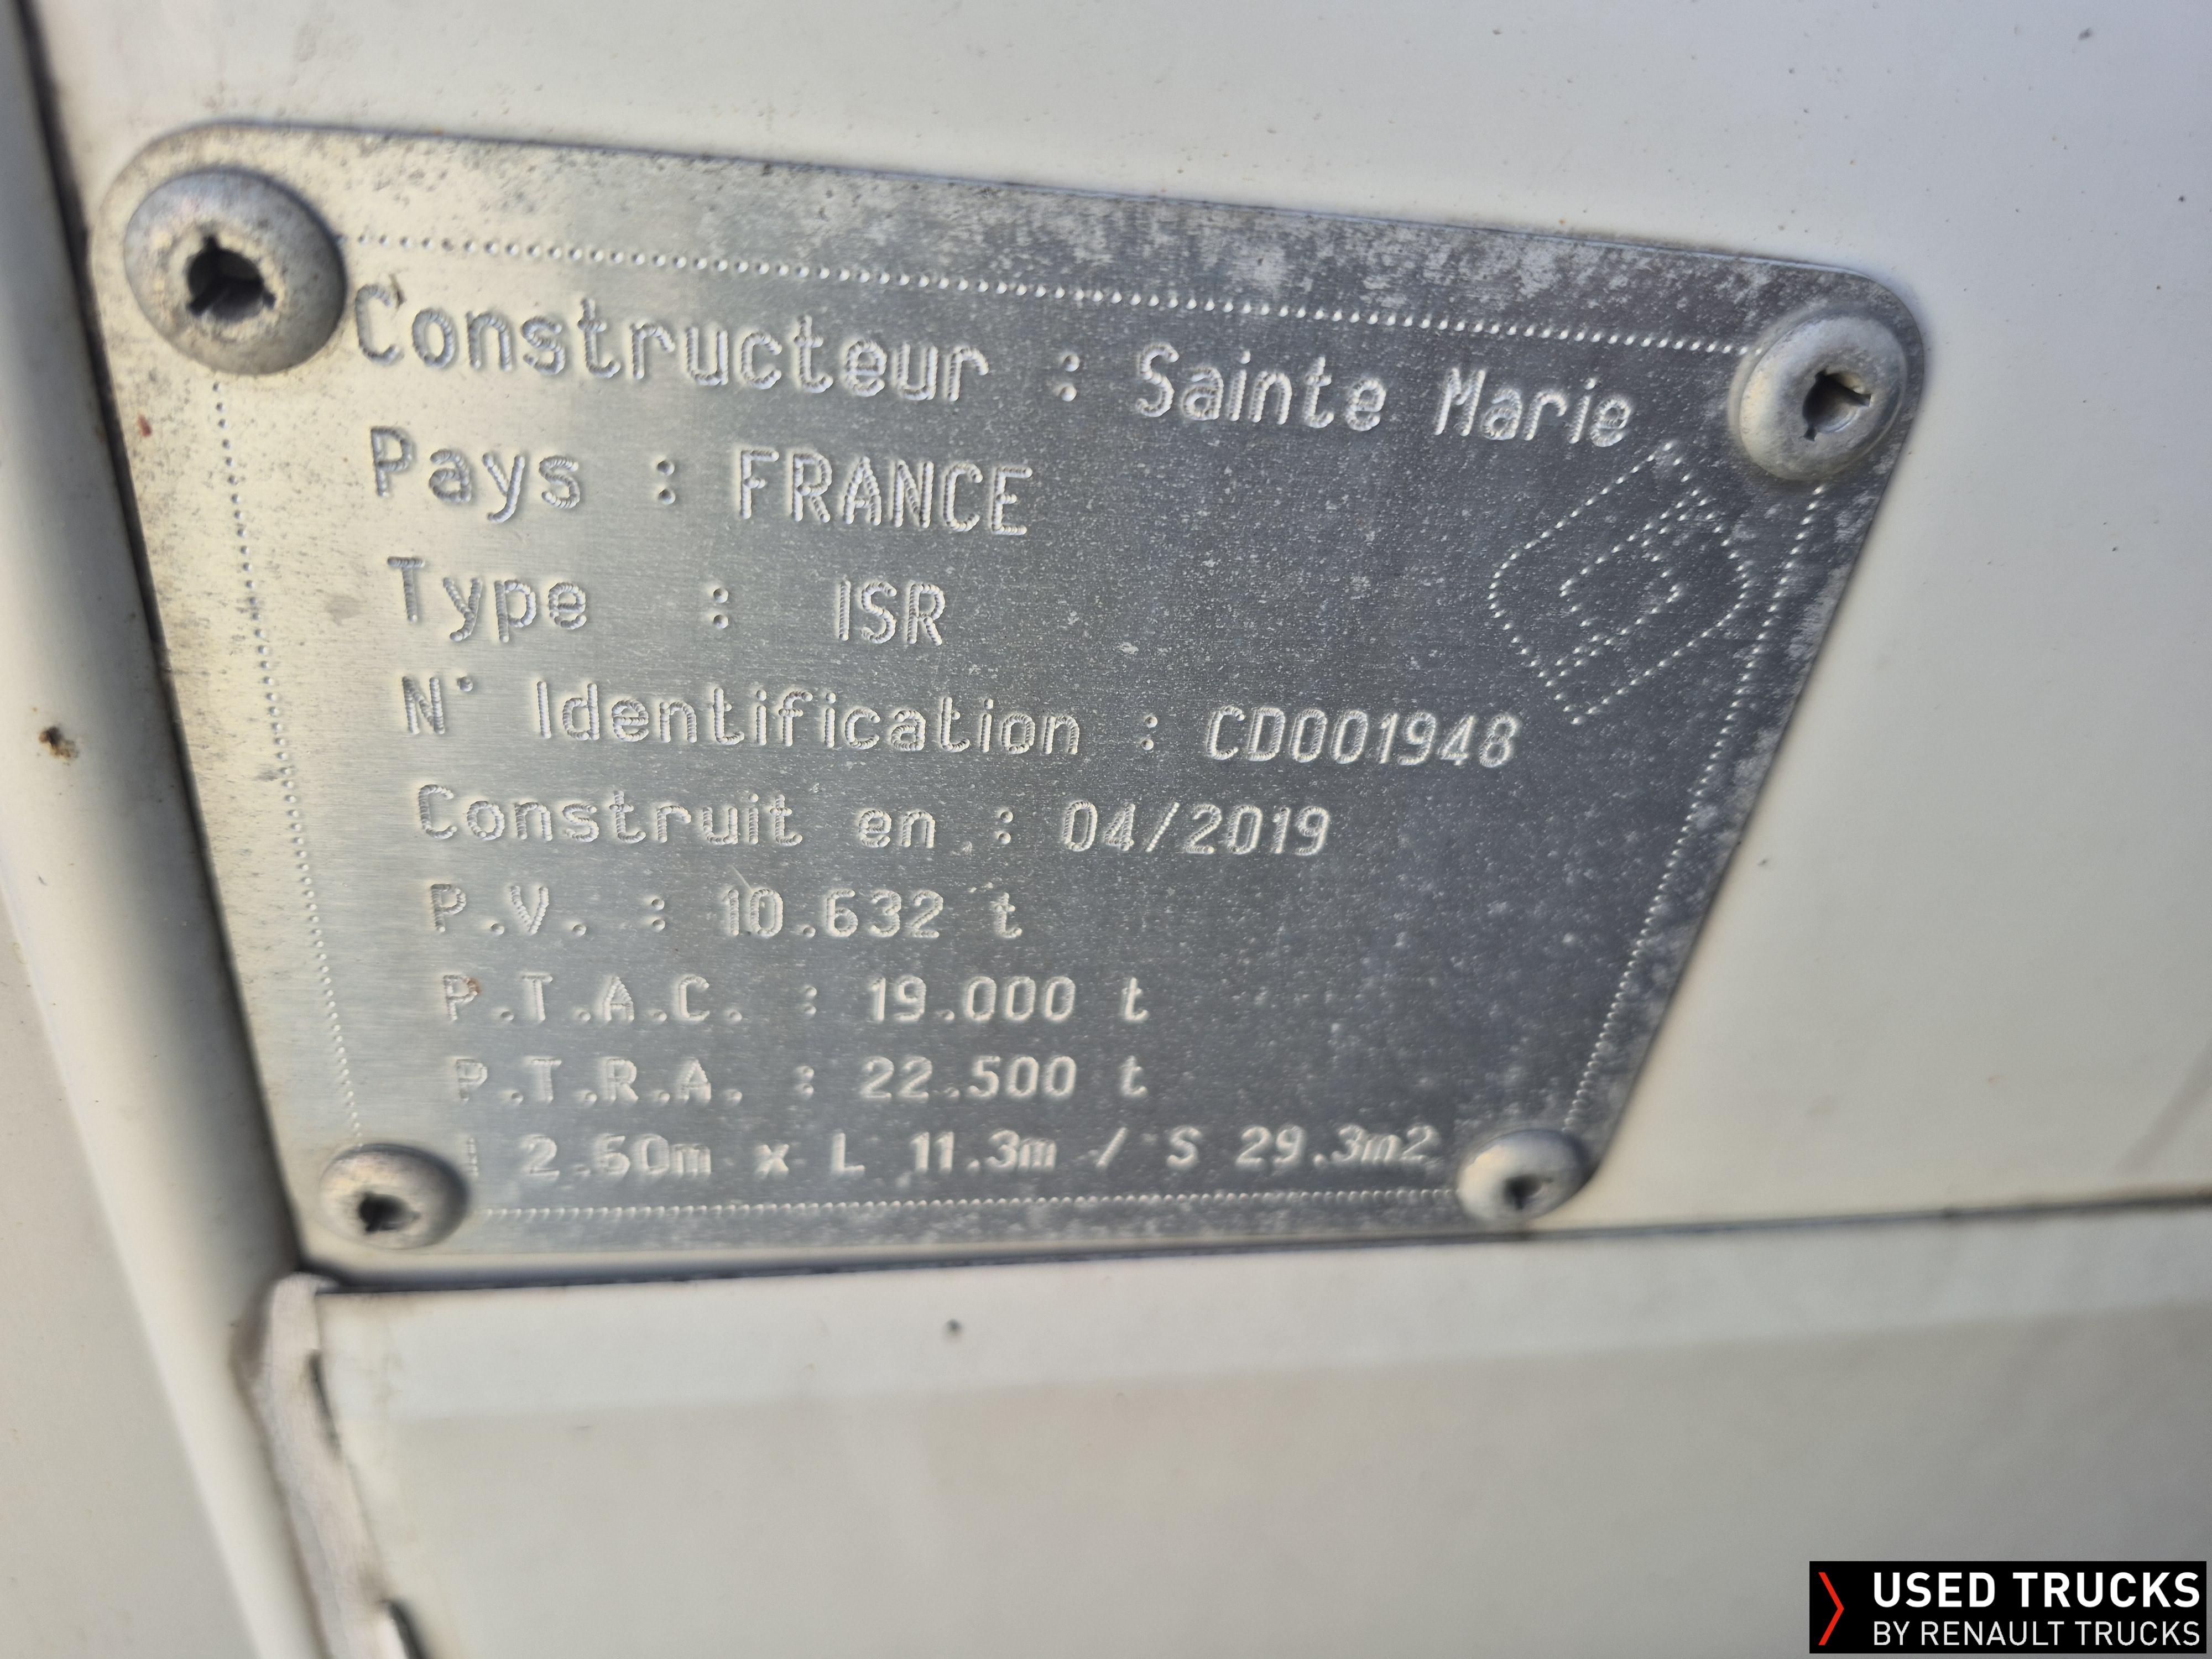 Constructeur : Sainte Marie
Pays : FRANCE
Type : ISR
N° Identification : CD001948
Construit en : 04/2019
P.V. : 10.632 t
P.T.A.C. : 19.000 t
P.T.R.A. : 22.500 t
l 2.60m x L 11.3m / S 29.3m2
USED TRUCKS
BY RENAULT TRUCKS